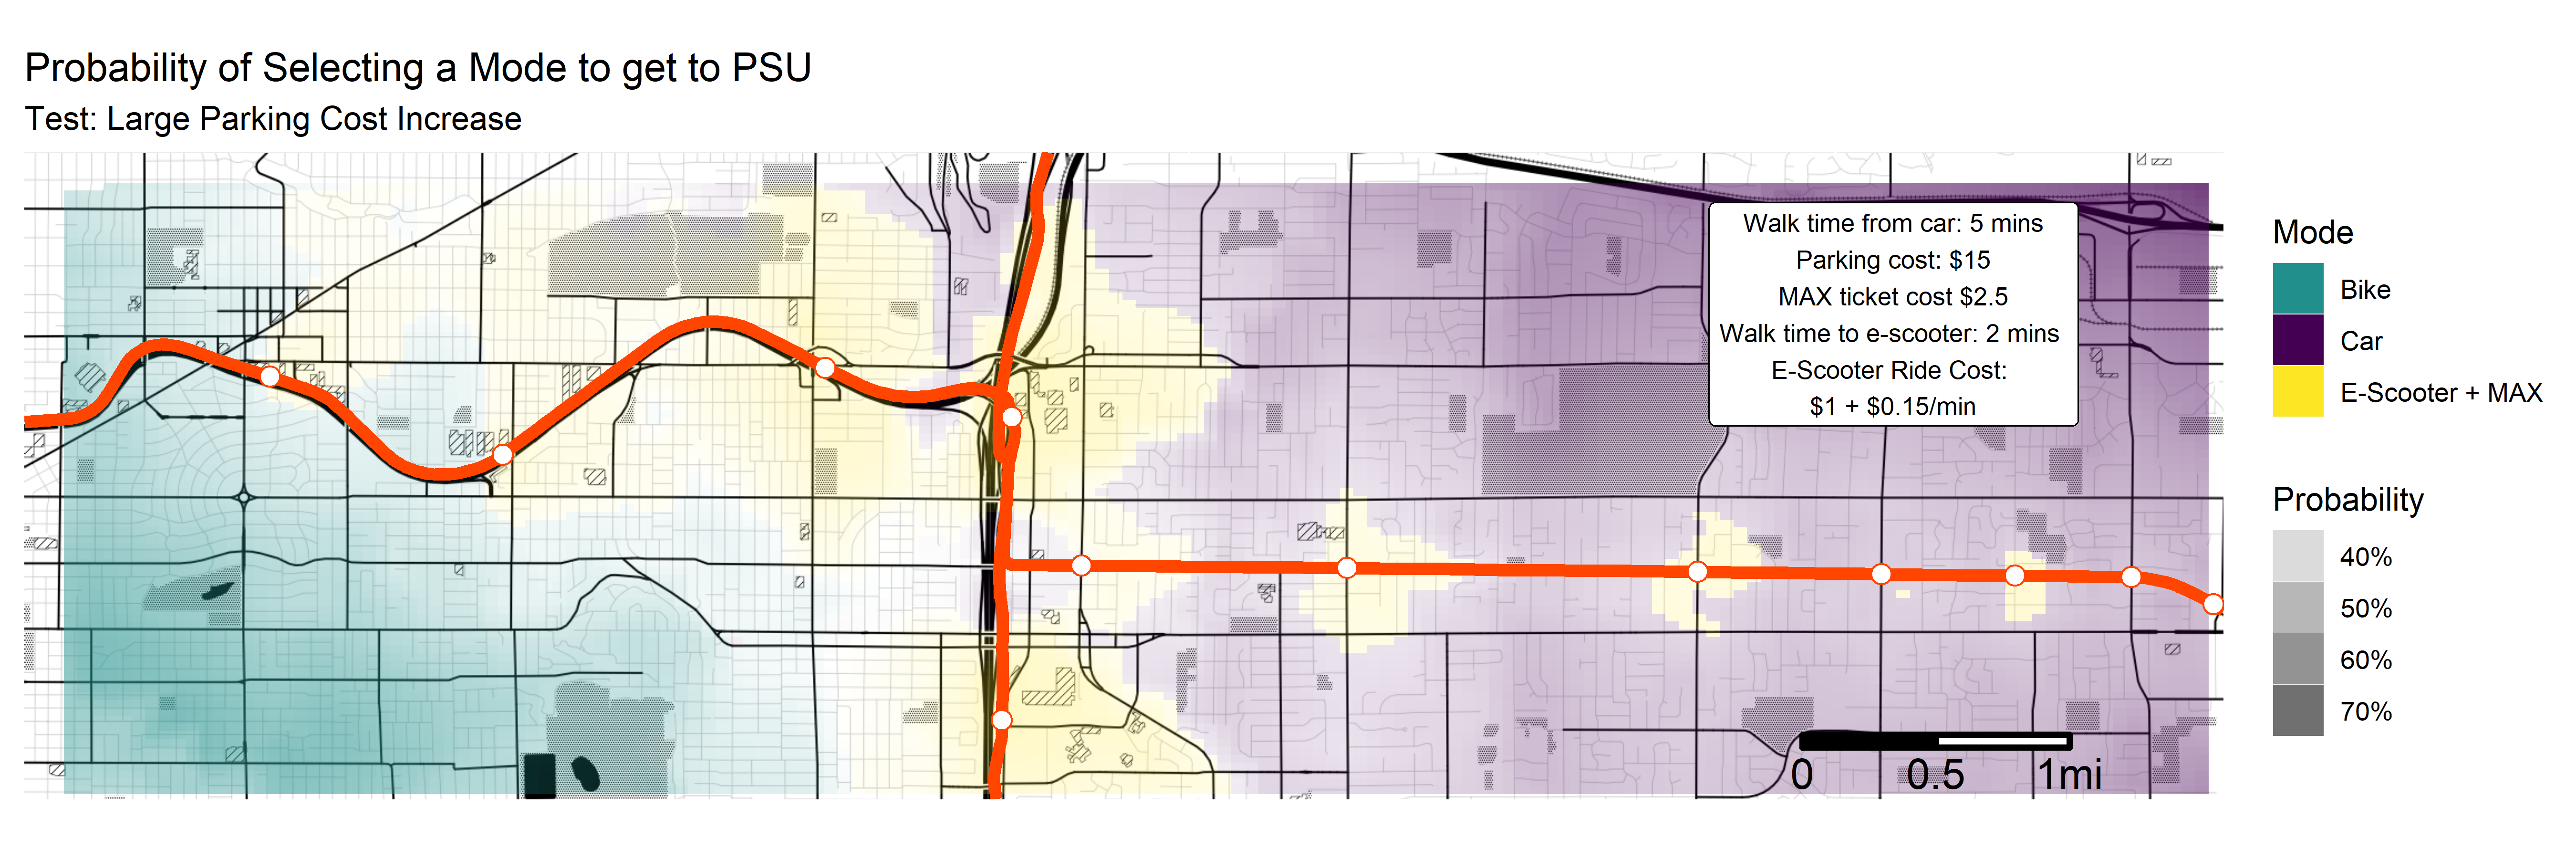 Probability of Selecting a Mode to get to PSU
Test: Large Parking Cost Increase
Walk time from car: 5 mins
Parking cost: $15
MAX ticket cost $2.5
Walk time to e-scooter: 2 mins
E-Scooter Ride Cost:
$1 + $0.15/min
0 0.5 1mi
Mode
Bike
Car
E-Scooter + MAX
Probability
40%
50%
60%
70%